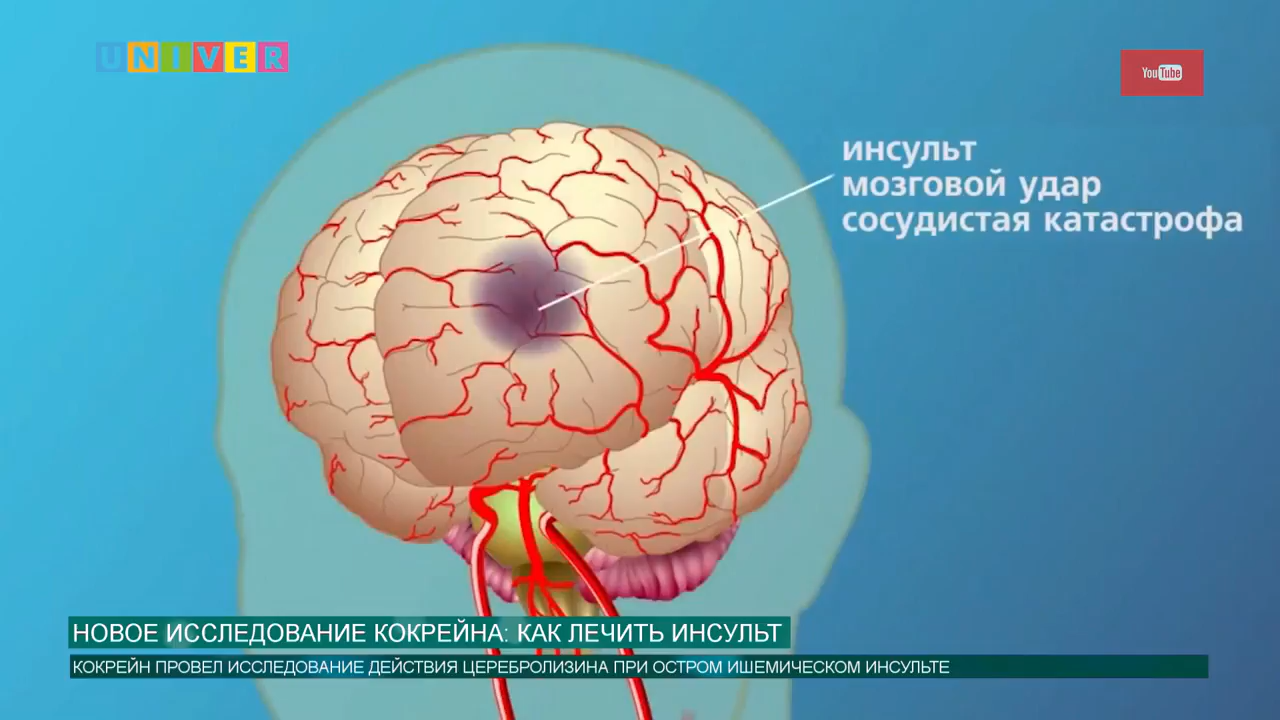 UNIVER
YouTube
инсульт
мозговой удар
сосудистая катастрофа
НОВОЕ ИССЛЕДОВАНИЕ КОКРЕЙНА: КАК ЛЕЧИТЬ ИНСУЛЬТ
КОКРЕЙН ПРОВЕЛ ИССЛЕДОВАНИЕ ДЕЙСТВИЯ ЦЕРЕБРОЛИЗИНА ПРИ ОСТРОМ ИШЕМИЧЕСКОМ ИНСУЛЬТЕ